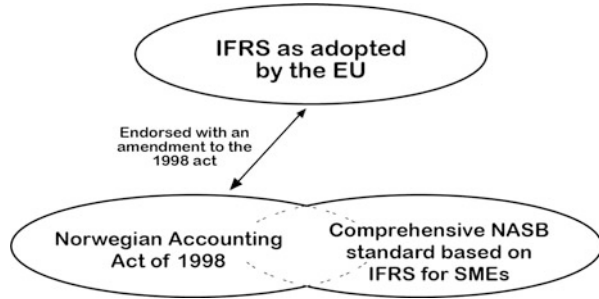 IFRS as adopted
by the EU
Endorsed with an
amendment to the
1998 act
Norwegian Accounting
Act of 1998
Comprehensive NASB
standard based on
IFRS for SMEs